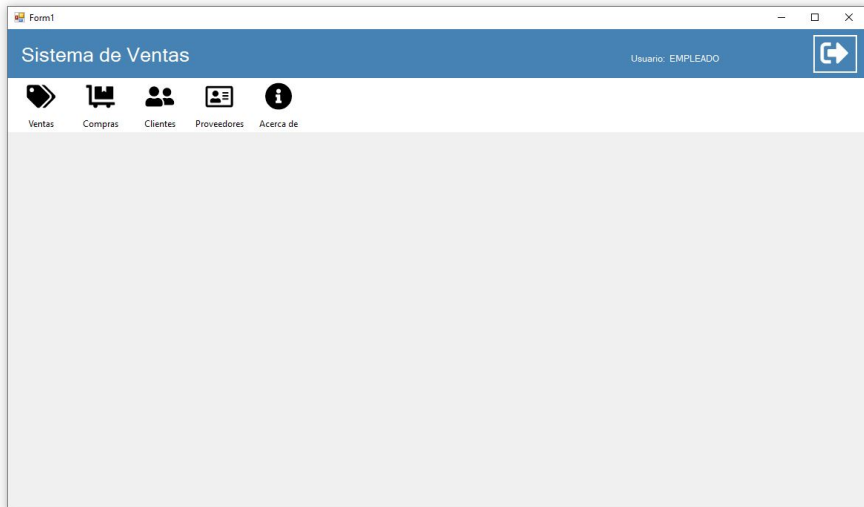 Form1
Sistema de Ventas
Usuario: EMPLEADO
Ventas Compras Clientes Proveedores Acerca de